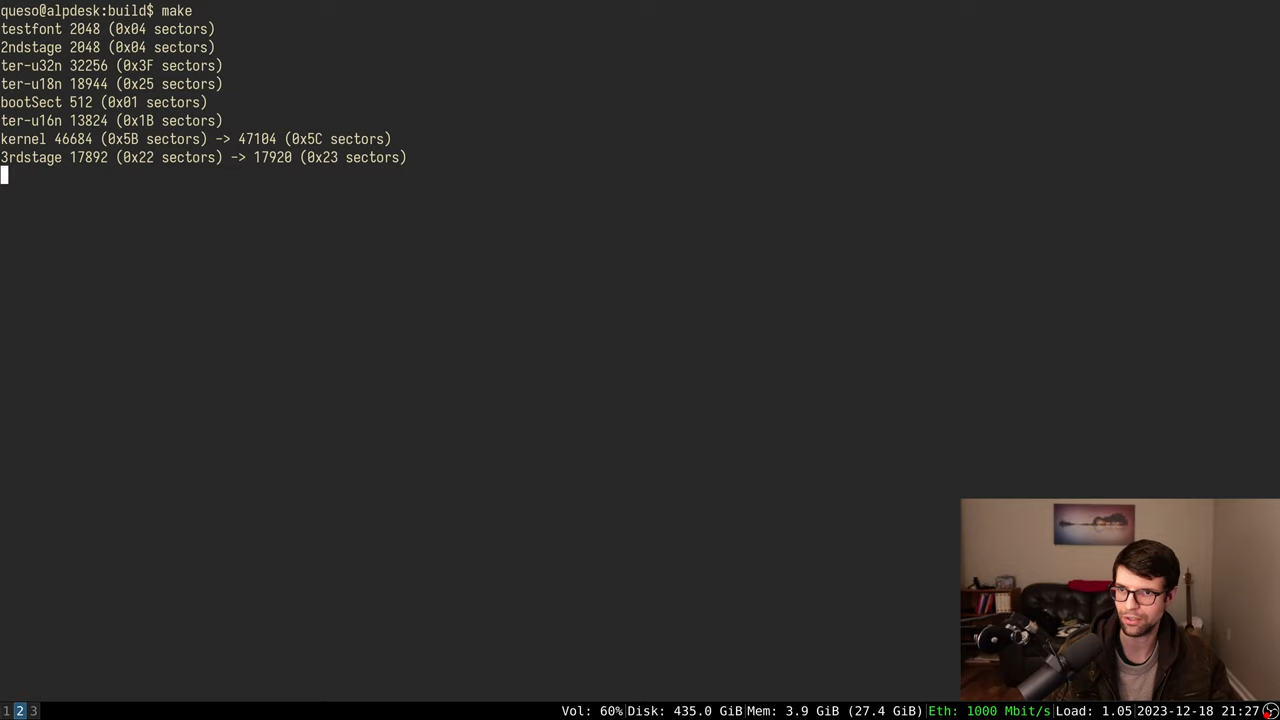 queso@alpdesk:build$ make
testfont 2048 (0x04 sectors)
2ndstage 2048 (0x04 sectors)
ter-u32n 32256 (0x3F sectors)
ter-u18n 18944 (0x25 sectors)
bootSect 512 (0x01 sectors)
ter-u16n 13824 (0x1B sectors)
kernel 46684 (0x5B sectors) -> 47104 (0x5C sectors)
3rdstage 17892 (0x22 sectors) -> 17920 (0x23 sectors)
1 2 3 Vol: 60%|Disk: 435.0 GiB|Mem: 3.9 GiB (27.4 GiB)|Eth: 1000 Mbit/s|Load: 1.05|2023-12-18 21:27